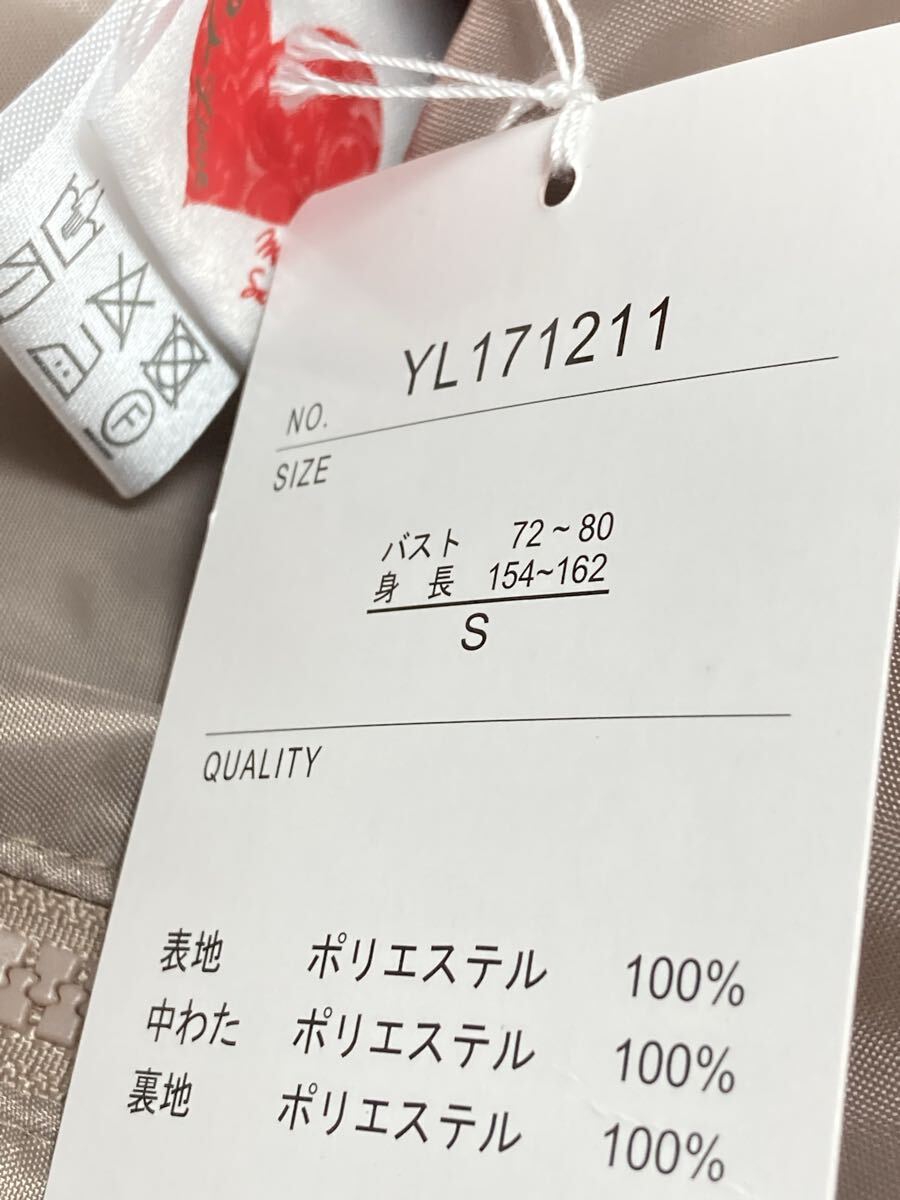 NO. YL171211
SIZE
バスト 72～80
身長 154~162
S
QUALITY
表地 ポリエステル 100%
中わた ポリエステル 100%
裏地 ポリエステル 100%
F